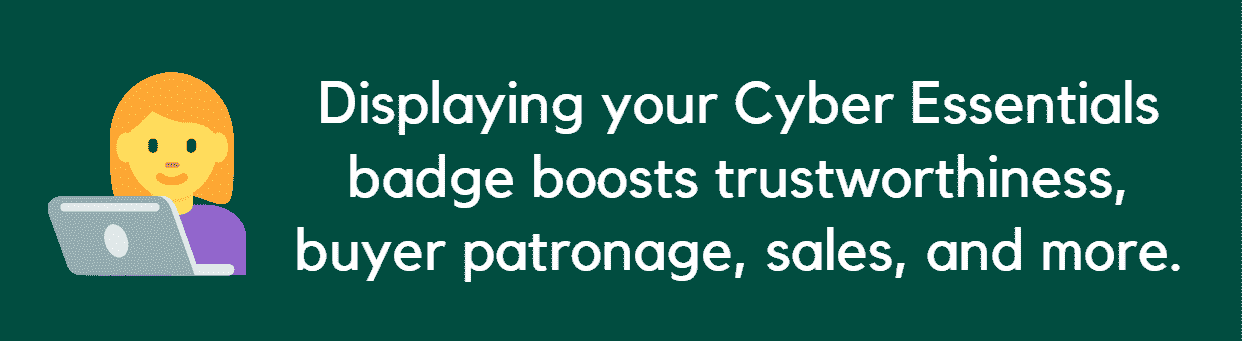 Displaying your Cyber Essentials
badge boosts trustworthiness,
buyer patronage, sales, and more.